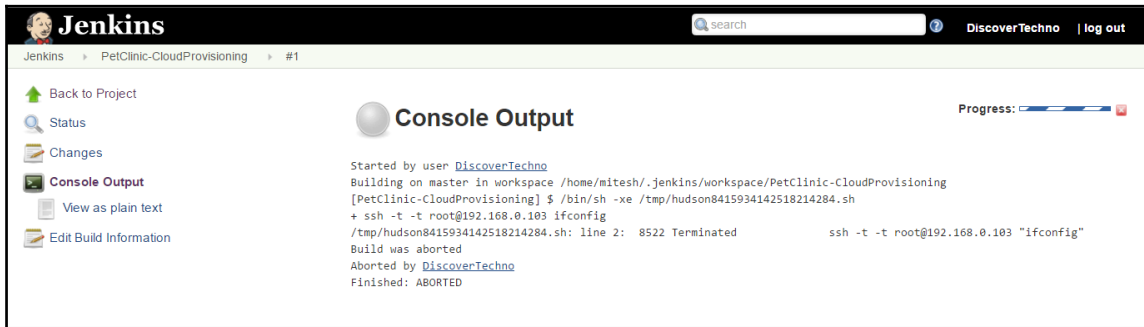 Jenkins
search
DiscoverTechno | log out
Jenkins PetClinic-CloudProvisioning #1
Back to Project
Status
Changes
Console Output
View as plain text
Edit Build Information
Console Output
Progress:
Started by user DiscoverTechno
Building on master in workspace /home/mitesh/.jenkins/workspace/PetClinic-CloudProvisioning
[PetClinic-CloudProvisioning] $ /bin/sh -xe /tmp/hudson8415934142518214284.sh
+ ssh -t -t root@192.168.0.103 ifconfig
/tmp/hudson8415934142518214284.sh: line 2:  8522 Terminated              ssh -t -t root@192.168.0.103 "ifconfig"
Build was aborted
Aborted by DiscoverTechno
Finished: ABORTED